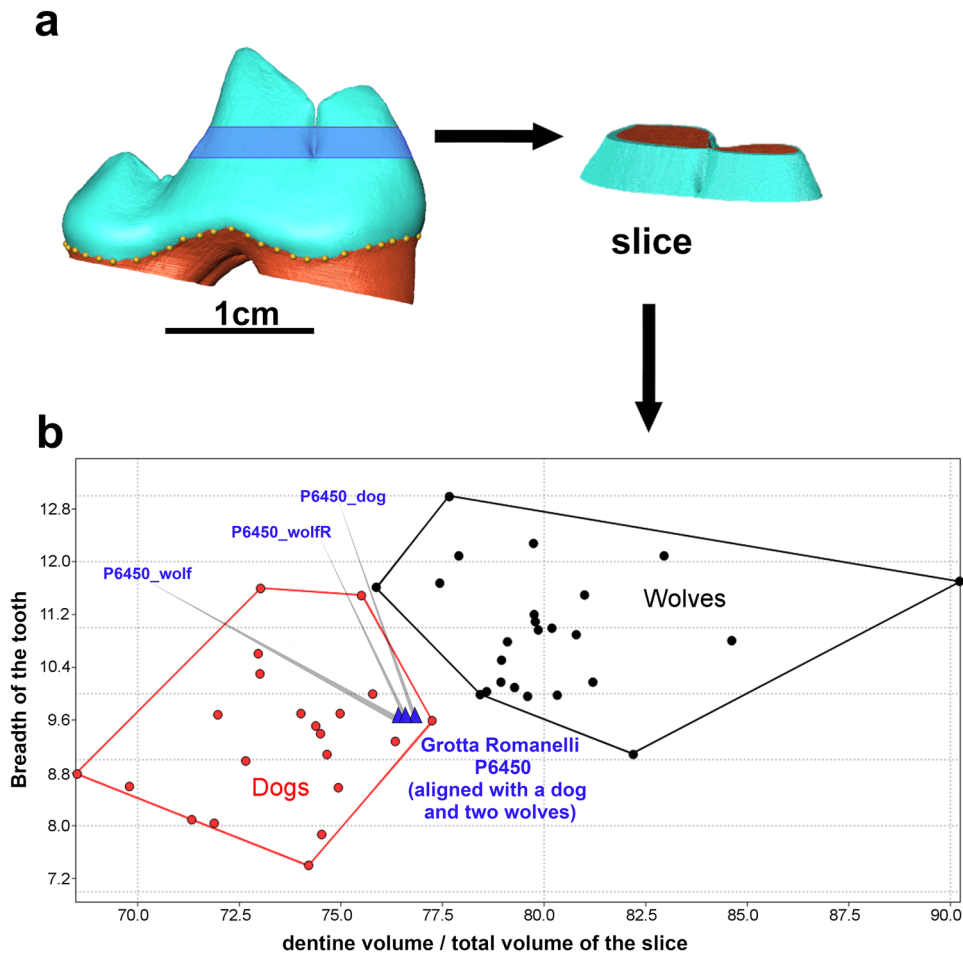 a
1cm
slice
b
P6450_dog
P6450_wolfR
P6450_wolf
Wolves
Dogs
Grotta Romanelli
P6450
(aligned with a dog
and two wolves)
Breadth of the tooth
12.8
12.0
11.2
10.4
9.6
8.8
8.0
7.2
70.0 72.5 75.0 77.5 80.0 82.5 85.0 87.5 90.0
dentine volume / total volume of the slice